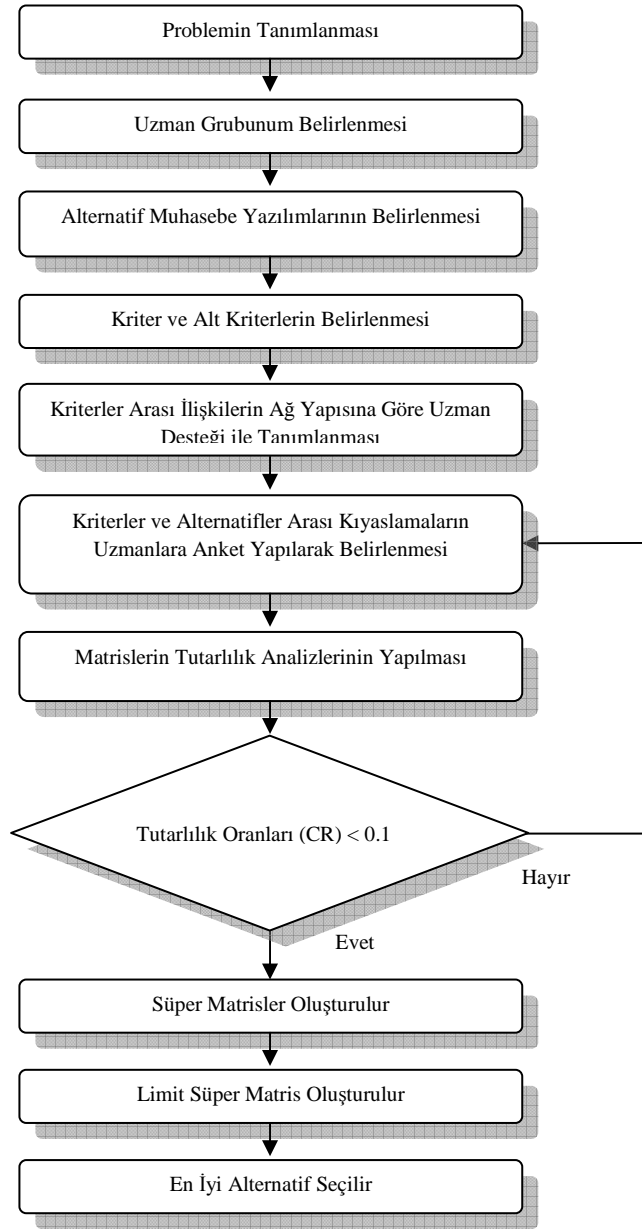 Problemin Tanımlanması
Uzman Grubunum Belirlenmesi
Alternatif Muhasebe Yazılımlarının Belirlenmesi
Kriter ve Alt Kriterlerin Belirlenmesi
Kriterler Arası İlişkilerin Ağ Yapısına Göre Uzman
Desteği ile Tanımlanması
Kriterler ve Alternatifler Arası Kıyaslamaların
Uzmanlara Anket Yapılarak Belirlenmesi
Matrislerin Tutarlılık Analizlerinin Yapılması
Tutarlılık Oranları (CR) < 0.1
Hayır
Evet
Süper Matrisler Oluşturulur
Limit Süper Matris Oluşturulur
En İyi Alternatif Seçilir